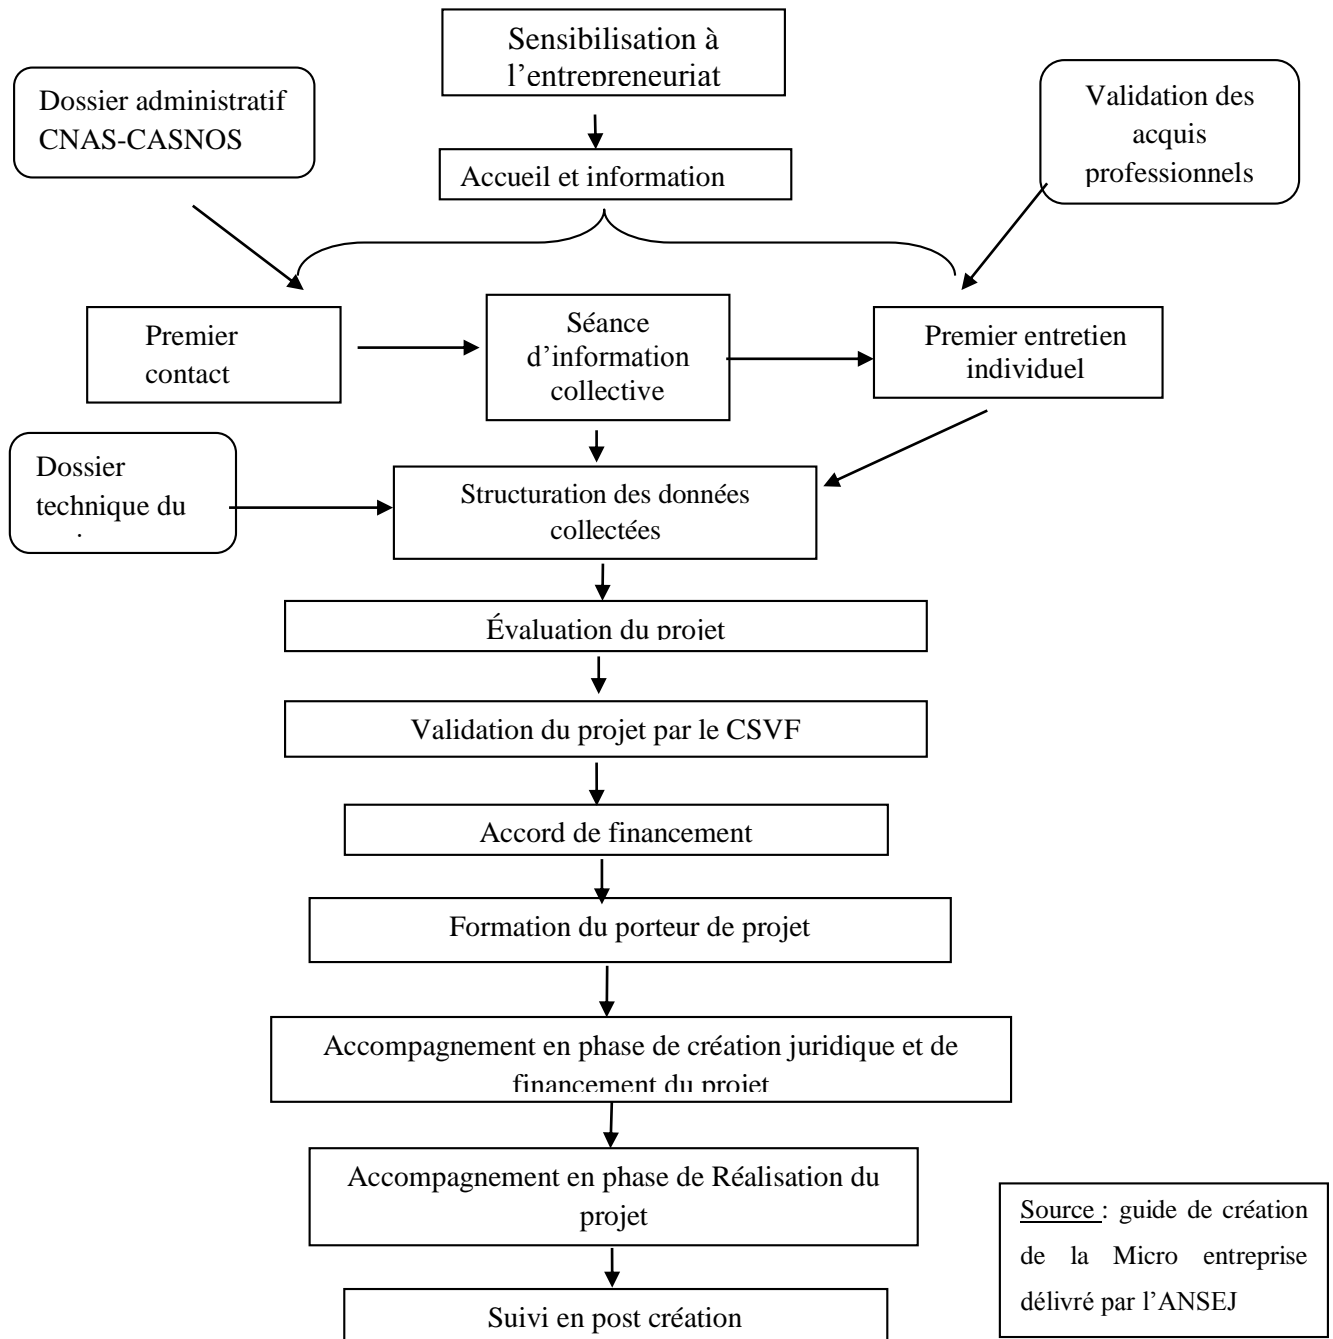 Sensibilisation à
l’entrepreneuriat
Dossier administratif
CNAS-CASNOS
Validation des
acquis
professionnels
Accueil et information
Premier
contact
Séance
d’information
collective
Premier entretien
individuel
Dossier
technique du
Structuration des données
collectées
Évaluation du projet
Validation du projet par le CSVF
Accord de financement
Formation du porteur de projet
Accompagnement en phase de création juridique et de
financement du projet
Accompagnement en phase de Réalisation du
projet
Suivi en post création
Source : guide de création
de la Micro entreprise
délivré par l’ANSEJ